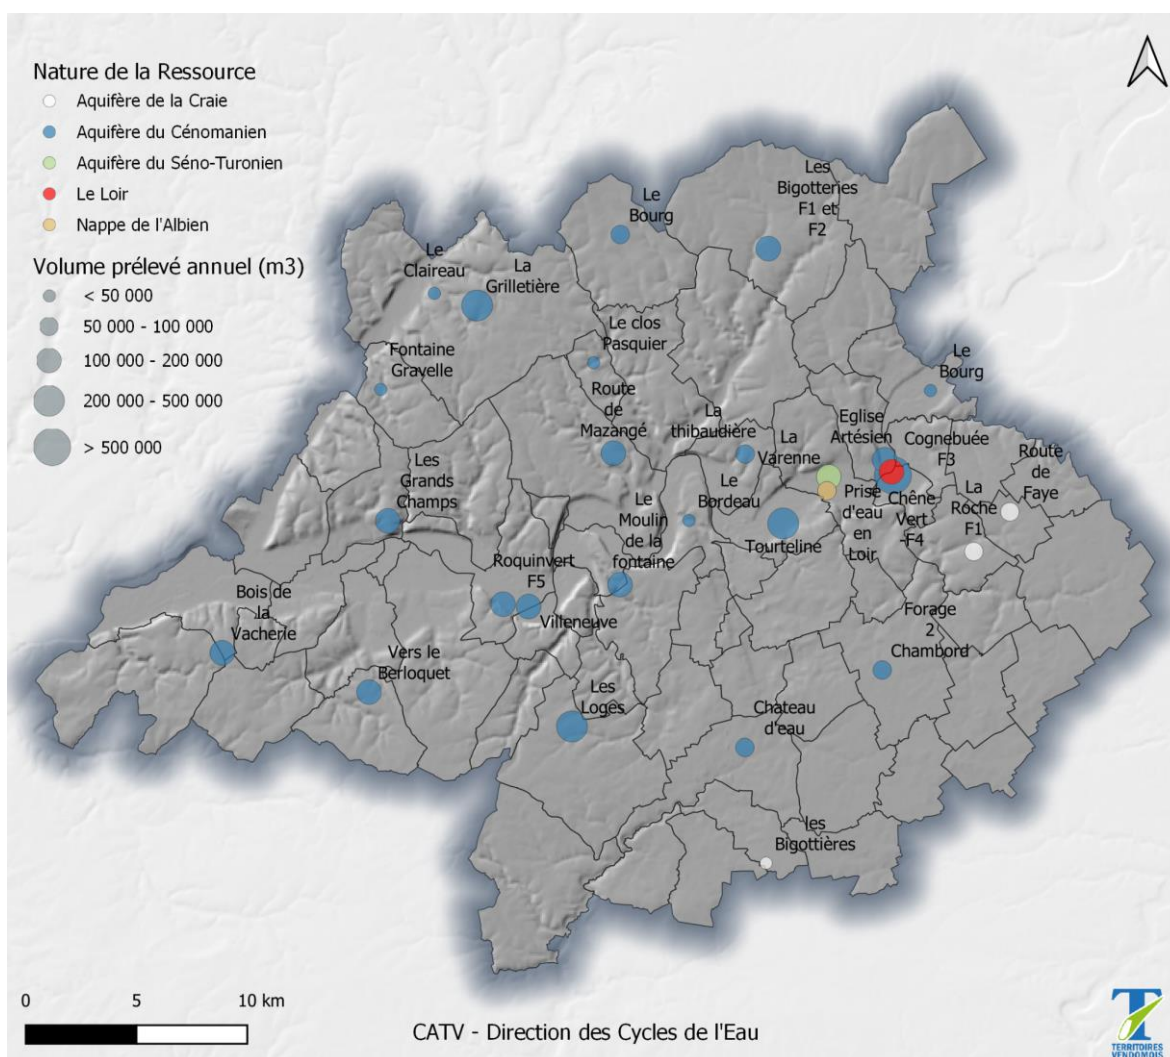 Nature de la Ressource
Aquifère de la Craie
Aquifère du Cénomanien
Aquifère du Séno-Turonien
Le Loir
Nappe de l'Albien
Volume prélevé annuel (m3)
< 50 000
50 000 - 100 000
100 000 - 200 000
200 000 - 500 000
> 500 000
Les
Bigotteries
F1 et
F2
Le
Bourg
Le
Claireau
La
Grilletière
Le clos
Pasquier
Fontaine
Gravelle
Le
Bourg
Route
de
Mazangé
La
thibaudière
La
Varenne
Eglise
Artésien
Cognebuée
F3
Route
de
Faye
Les
Grands
Champs
Le
Bordeau
Le
Moulin
de la
fontaine
Prise
d'eau
en
Loir
Chêne
Vert
-F4
La
Roche
F1
Tourteline
Roquinvert
F5
Villeneuve
Bois de
la
Vacherie
Vers le
Berloquet
Forage
2
Chambord
Les
Loges
Chateau
d'eau
les
Bigottières
0 5 10 km
CATV - Direction des Cycles de l'Eau
TERRITOIRES
VENDOMOIS